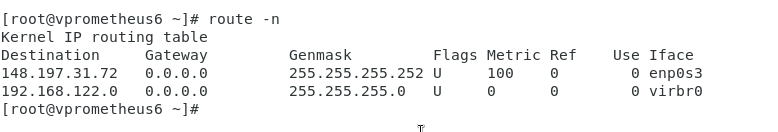 [root@vprometheus6 ~]# route -n
Kernel IP routing table
Destination     Gateway         Genmask         Flags Metric Ref    Use Iface
148.197.31.72   0.0.0.0         255.255.255.252 U     100    0        0 enp0s3
192.168.122.0   0.0.0.0         255.255.255.0   U     0      0        0 virbr0
[root@vprometheus6 ~]#